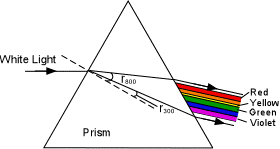 White Light
r800
r300
Red
Yellow
Green
Violet
Prism